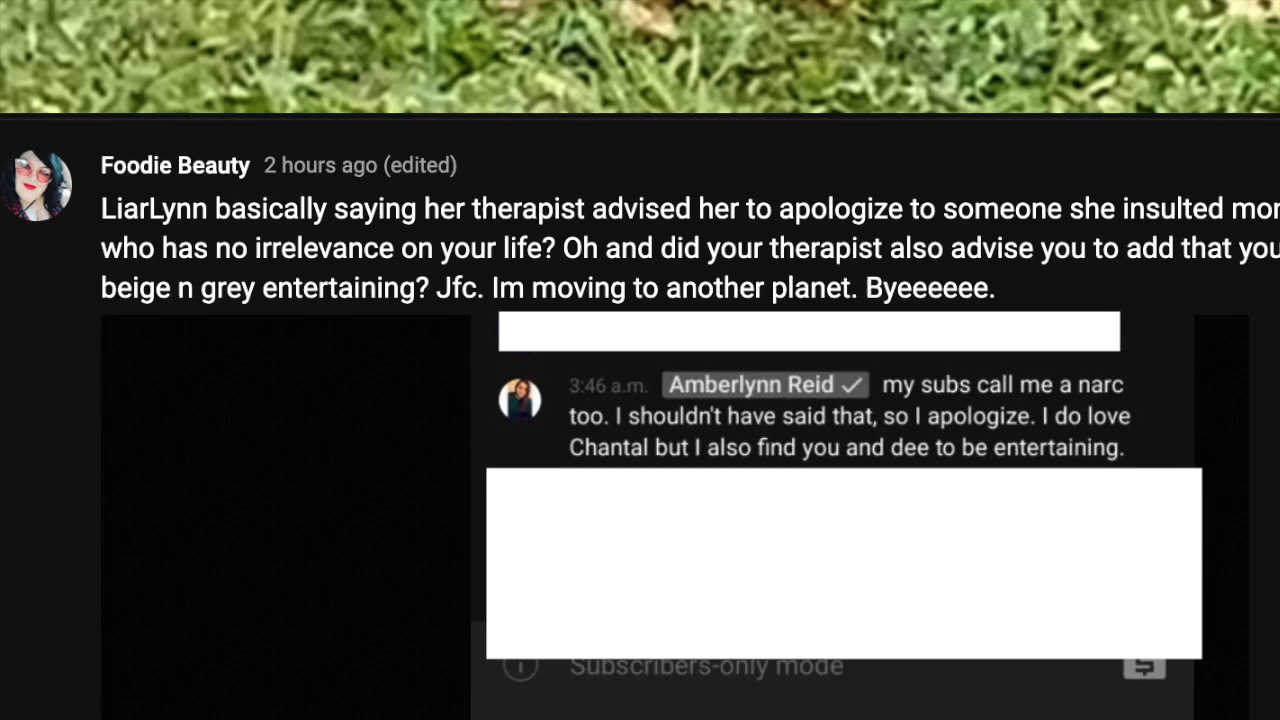 Foodie Beauty 2 hours ago (edited)
LiarLynn basically saying her therapist advised her to apologize to someone she insulted
who has no irrelevance on your life? Oh and did your therapist also advise you to add that you
beige n grey entertaining? Jfc. Im moving to another planet. Byeeeeee.
3:46 a.m. Amberlynn Reid ✓ my subs call me a narc
too. I shouldn't have said that, so I apologize. I do love
Chantal but I also find you and dee to be entertaining.
Subscribers-only mode